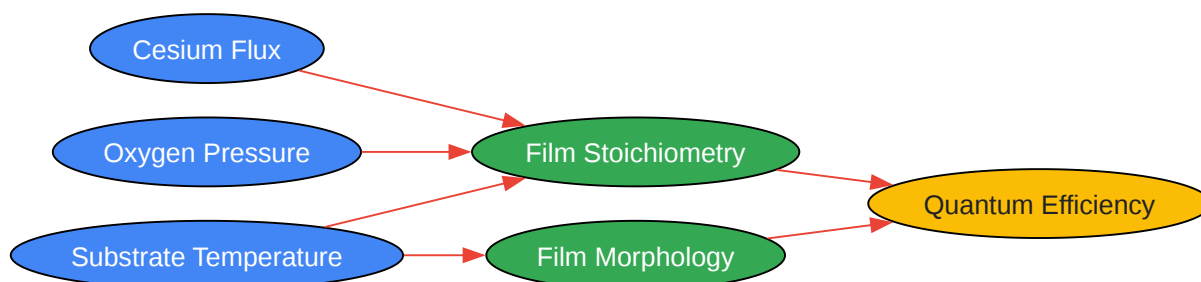 Cesium Flux
Oxygen Pressure
Film Stoichiometry
Quantum Efficiency
Substrate Temperature
Film Morphology